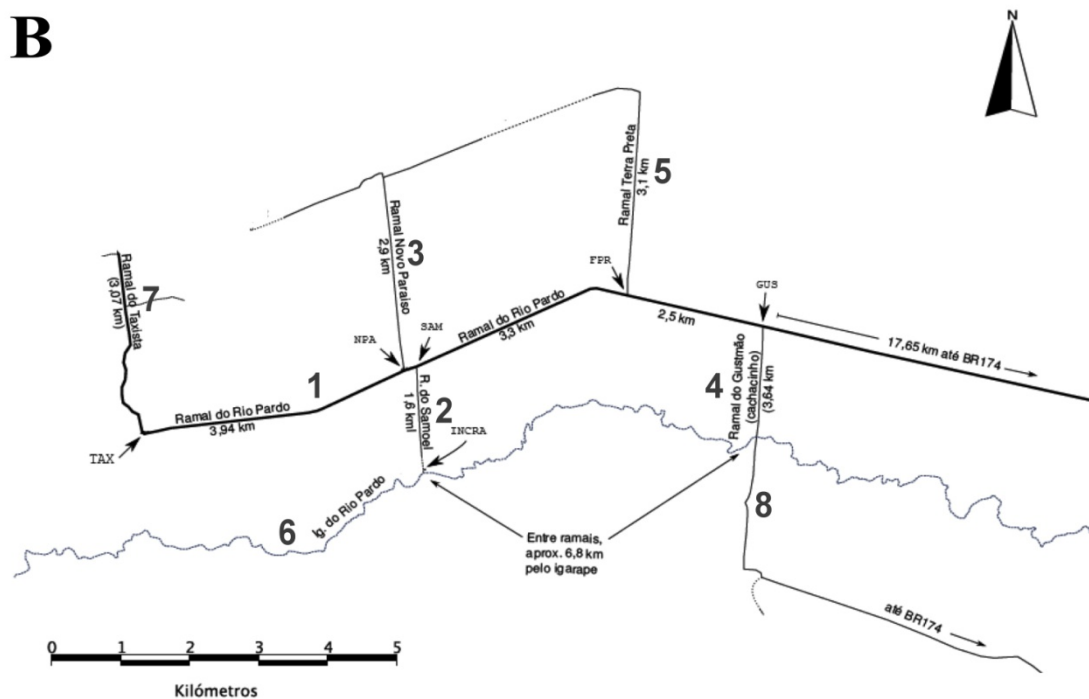 B
N
Ramal Terra Preta
3,1 km
5
Ramal Novo Paraiso
2,9 km
3
Ramal do Taxista
(3,07 km)
7
FPR
GUS
Ramal do Rio Pardo
3,3 km
2,5 km
17,65 km até BR174
NPA
SAM
Ramal do Gustmão
(cachacinho)
(3,64 km)
4
1
Ramal do Rio Pardo
3,94 km
R. do Samoel
1,6 km
2
INCRA
TAX
Ig. do Rio Pardo
6
8
Entre ramais,
aprox. 6,8 km
pelo igarape
até BR174
0 1 2 3 4 5
Kilómetros